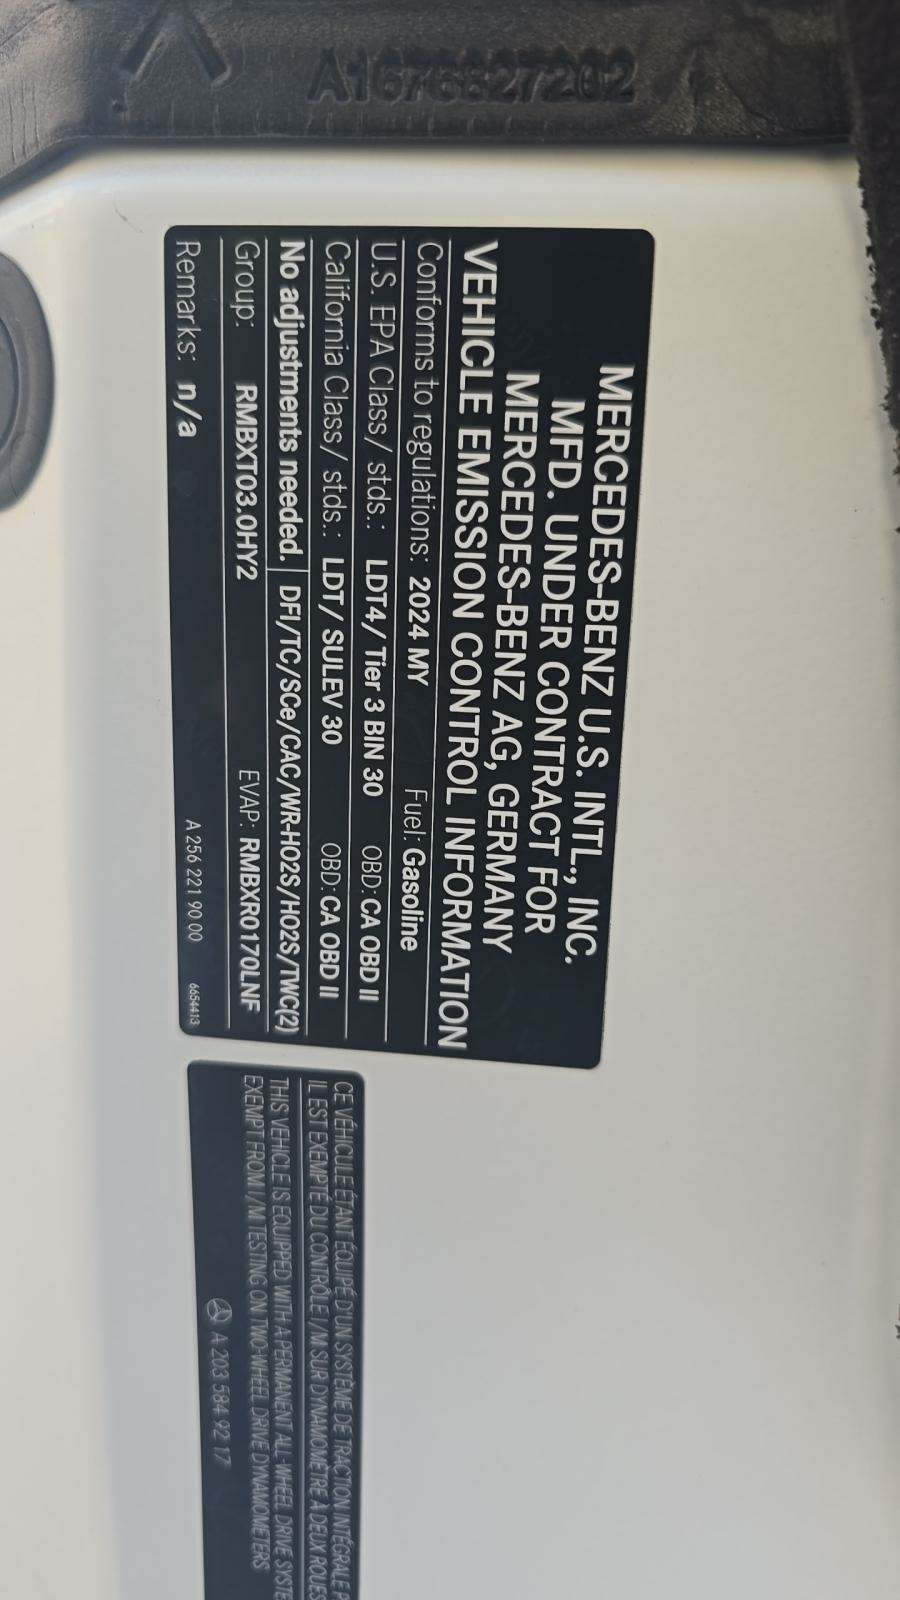 A1676827202
MERCEDES-BENZ U.S. INTL., INC.
MFD. UNDER CONTRACT FOR
MERCEDES-BENZ AG, GERMANY
VEHICLE EMISSION CONTROL INFORMATION
Conforms to regulations: 2024 MY Fuel: Gasoline
U.S. EPA Class/ stds.: LDT4/ Tier 3 BIN 30 OBD: CA OBD II
California Class/ stds.: LDT/ SULEV 30 OBD: CA OBD II
No adjustments needed. DFI/TC/SCe/CAC/WR-HO2S/HO2S/TWC(2)
Group: RMBXT03.0HY2 EVAP: RMBXR0170LNF
Remarks: n/a
A 256 221 90 00 6654413
CE VÉHICULE ÉTANT ÉQUIPÉ D'UN SYSTÈME DE TRACTION INTÉGRALE P
IL EST EXEMPTÉ DU CONTRÔLE I/M SUR DYNAMOMÈTRE À DEUX ROUES
THIS VEHICLE IS EQUIPPED WITH A PERMANENT ALL-WHEEL DRIVE SYSTE
EXEMPT FROM I/M TESTING ON TWO-WHEEL DRIVE DYNAMOMETERS
A 203 584 92 17